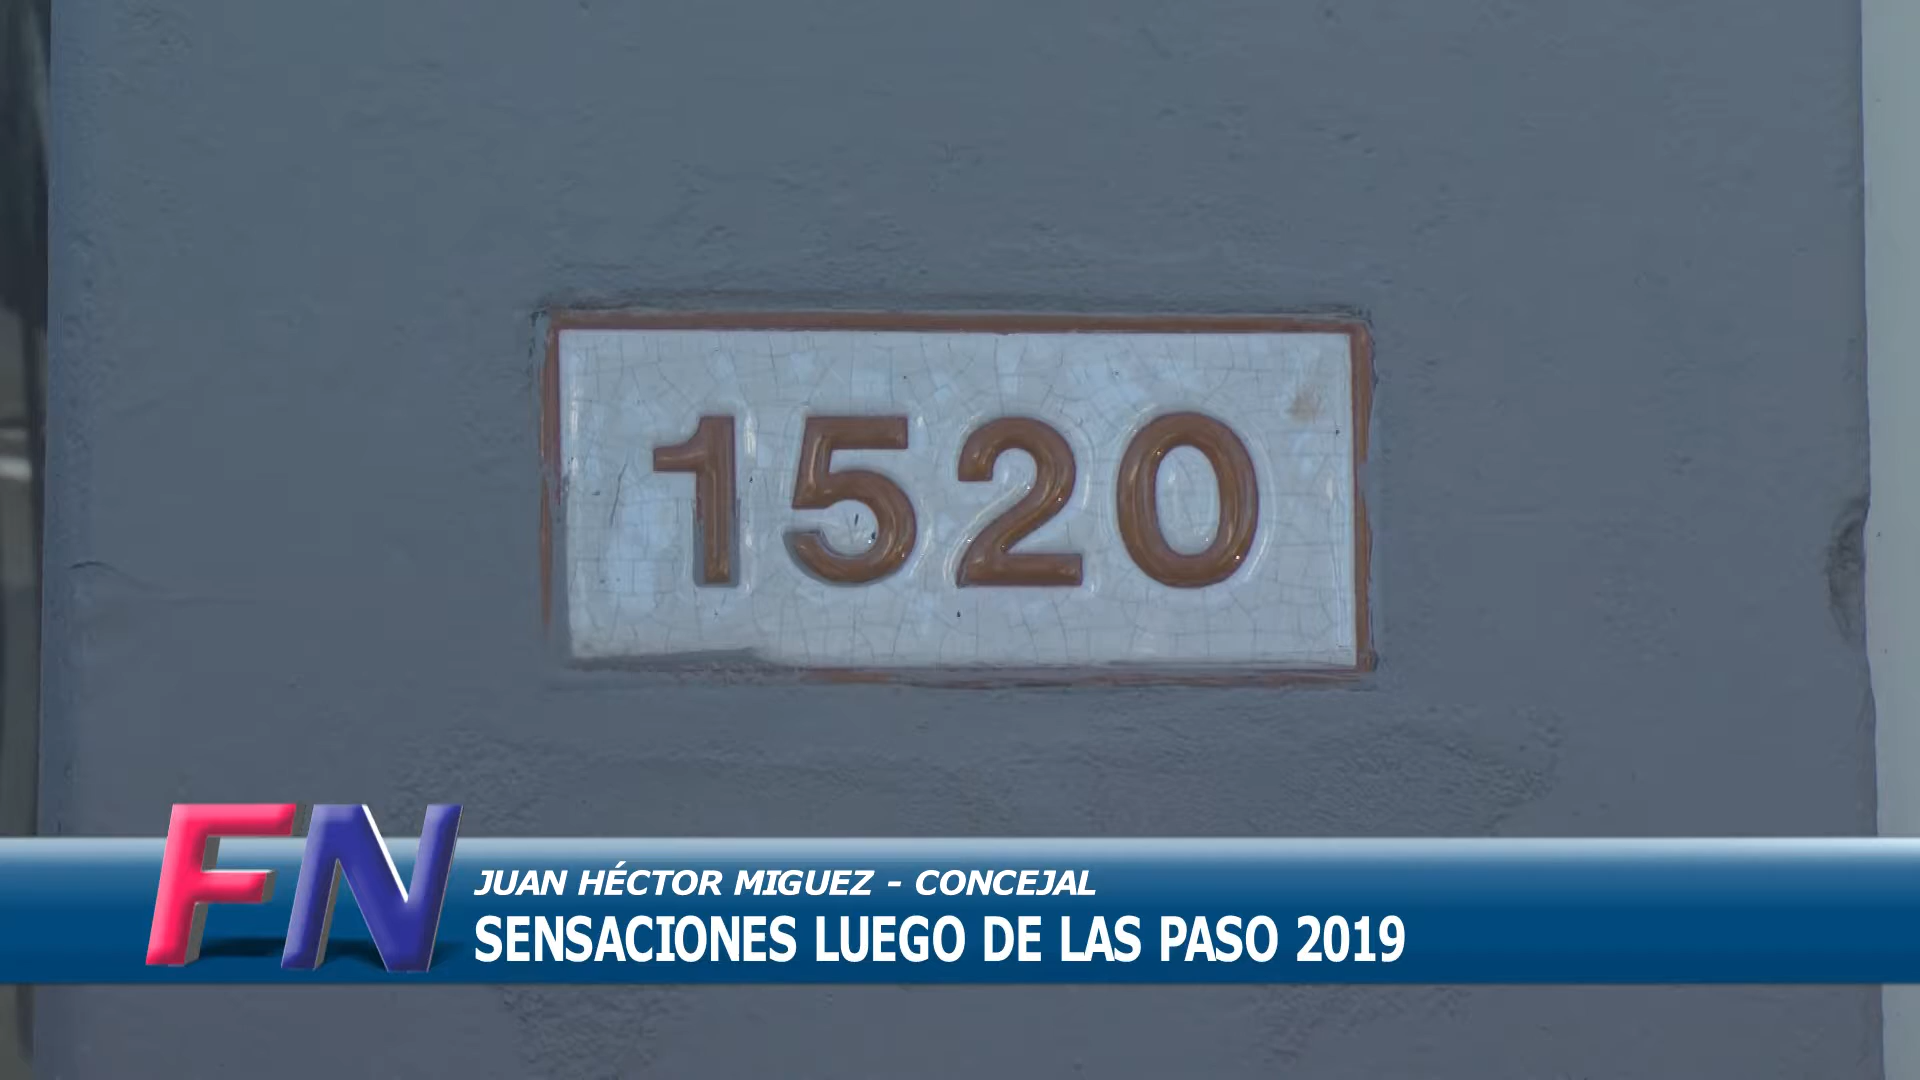 1520
FN
JUAN HÉCTOR MIGUEZ - CONCEJAL
SENSACIONES LUEGO DE LAS PASO 2019